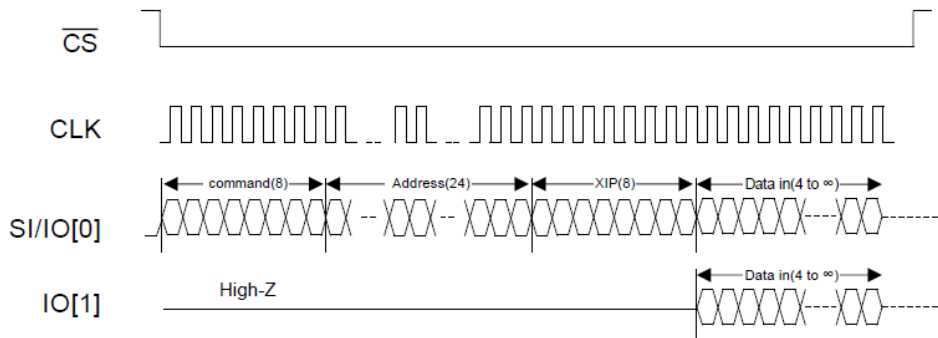 CS
CLK
command(8) Address(24) XIP(8) Data in(4 to ∞)
SI/IO[0]
Data in(4 to ∞)
High-Z
IO[1]